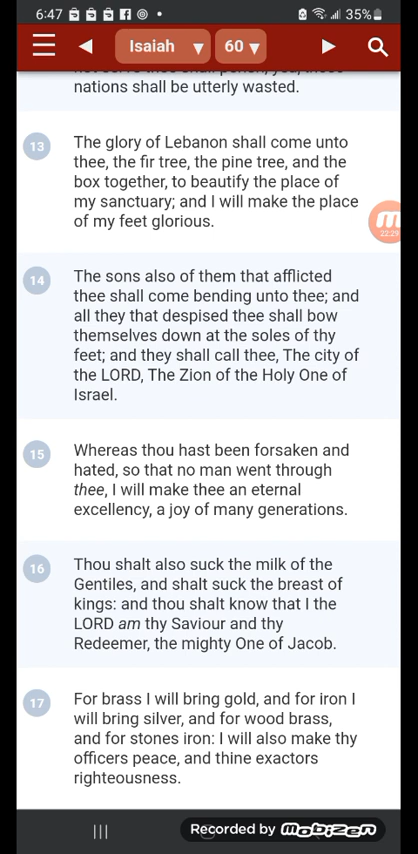 6:47
35%
Isaiah
60
nations shall be utterly wasted.
13
The glory of Lebanon shall come unto
thee, the fir tree, the pine tree, and the
box together, to beautify the place of
my sanctuary; and I will make the place
of my feet glorious.
22:29
14
The sons also of them that afflicted
thee shall come bending unto thee; and
all they that despised thee shall bow
themselves down at the soles of thy
feet; and they shall call thee, The city of
the LORD, The Zion of the Holy One of
Israel.
15
Whereas thou hast been forsaken and
hated, so that no man went through
thee, I will make thee an eternal
excellency, a joy of many generations.
16
Thou shalt also suck the milk of the
Gentiles, and shalt suck the breast of
kings: and thou shalt know that I the
LORD am thy Saviour and thy
Redeemer, the mighty One of Jacob.
17
For brass I will bring gold, and for iron I
will bring silver, and for wood brass,
and for stones iron: I will also make thy
officers peace, and thine exactors
righteousness.
Recorded by mobizen